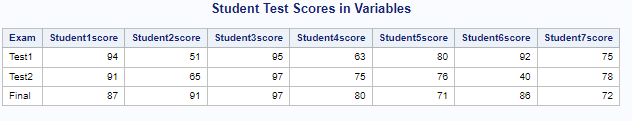 Student Test Scores in Variables
Exam Student1score Student2score Student3score Student4score Student5score Student6score Student7score
Test1 94 51 95 63 80 92 75
Test2 91 65 97 75 76 40 78
Final 87 91 97 80 71 86 72